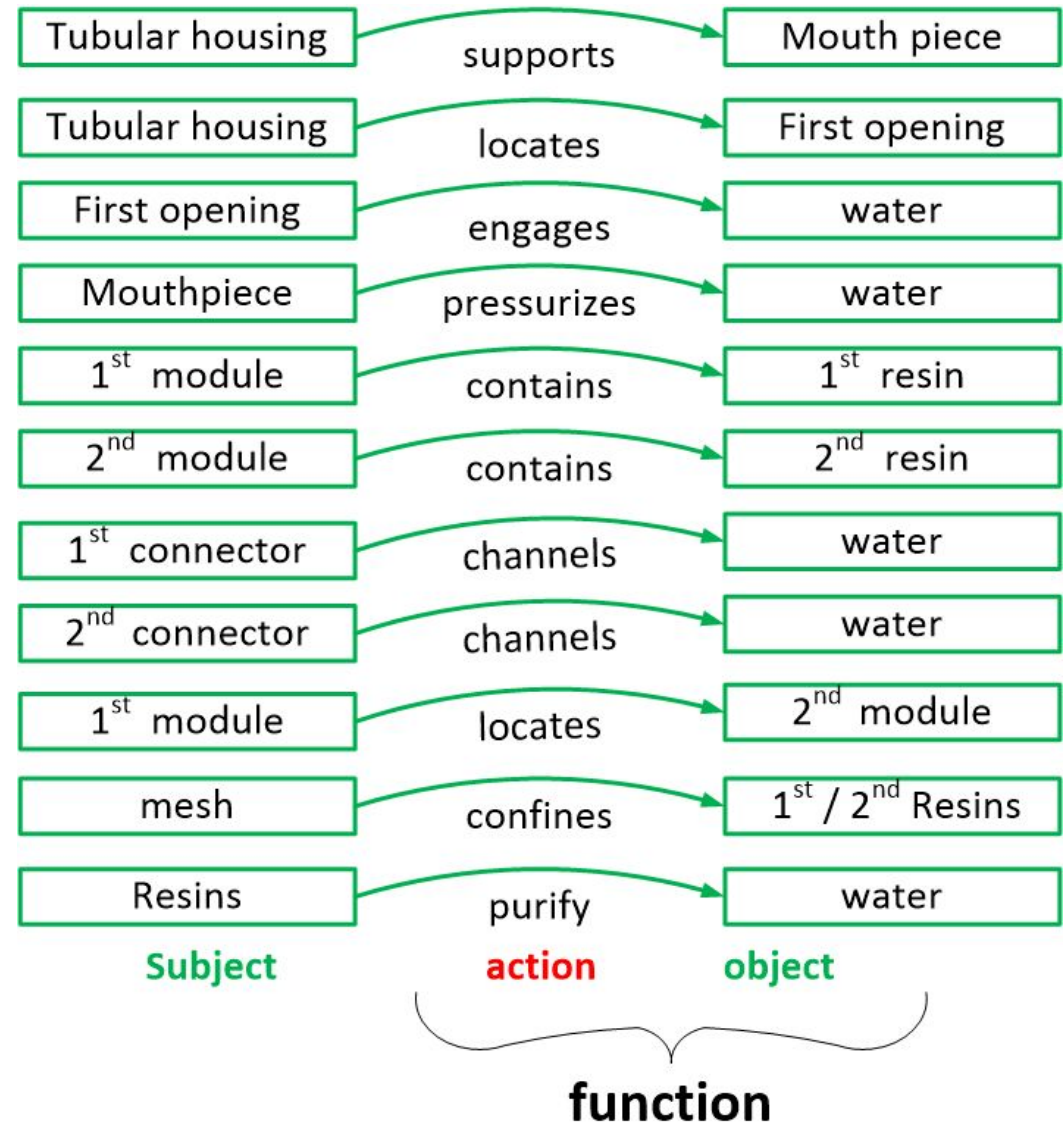 Tubular housing supports Mouth piece
Tubular housing locates First opening
First opening engages water
Mouthpiece pressurizes water
1st module contains 1st resin
2nd module contains 2nd resin
1st connector channels water
2nd connector channels water
1st module locates 2nd module
mesh confines 1st / 2nd Resins
Resins purify water
Subject action object
function